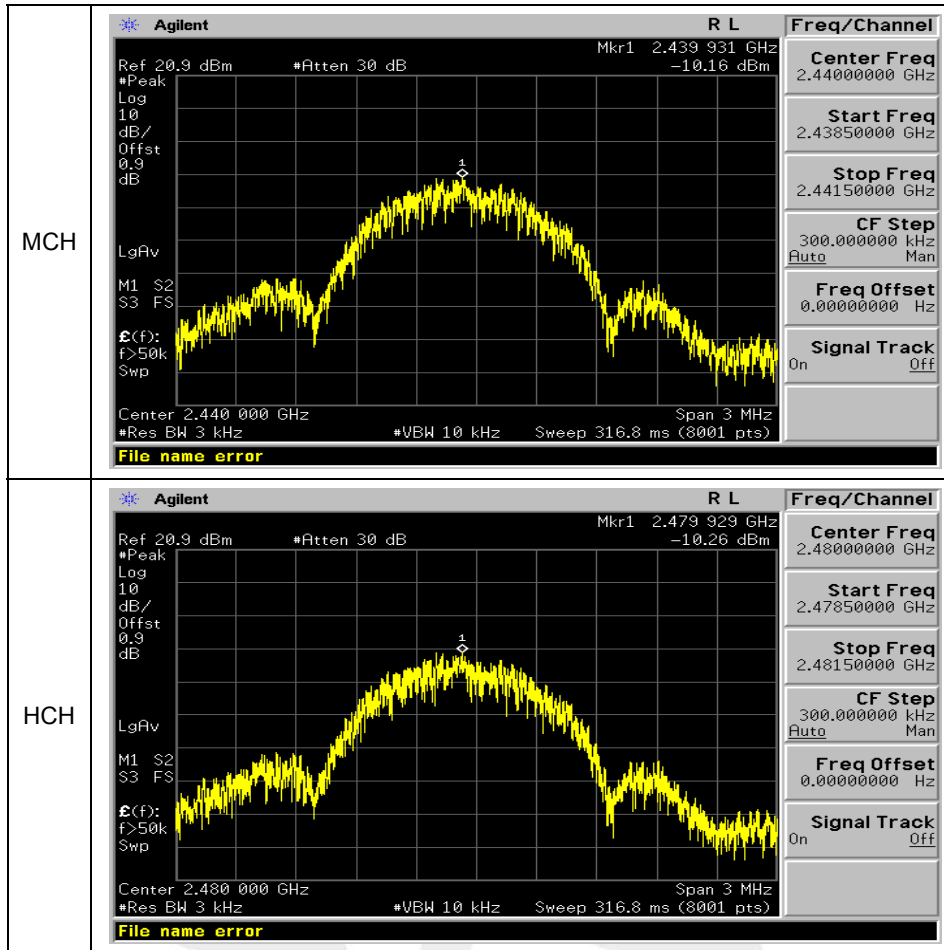 MCH
Agilent R L Freq/Channel
Mkr1 2.439 931 GHz
Ref 20.9 dBm #Atten 30 dB -10.16 dBm
#Peak
Log
10
dB/
Offst
0.9
dB
LgAv
M1 S2
S3 FS
£(f):
f>50k
Swp
1
Center 2.440 000 GHz Span 3 MHz
#Res BW 3 kHz #VBW 10 kHz Sweep 316.8 ms (8001 pts)
File name error
Center Freq
2.44000000 GHz
Start Freq
2.43850000 GHz
Stop Freq
2.44150000 GHz
CF Step
300.000000 kHz
Auto Man
Freq Offset
0.00000000 Hz
Signal Track
On Off
HCH
Agilent R L Freq/Channel
Mkr1 2.479 929 GHz
Ref 20.9 dBm #Atten 30 dB -10.26 dBm
#Peak
Log
10
dB/
Offst
0.9
dB
LgAv
M1 S2
S3 FS
£(f):
f>50k
Swp
1
Center 2.480 000 GHz Span 3 MHz
#Res BW 3 kHz #VBW 10 kHz Sweep 316.8 ms (8001 pts)
File name error
Center Freq
2.48000000 GHz
Start Freq
2.47850000 GHz
Stop Freq
2.48150000 GHz
CF Step
300.000000 kHz
Auto Man
Freq Offset
0.00000000 Hz
Signal Track
On Off